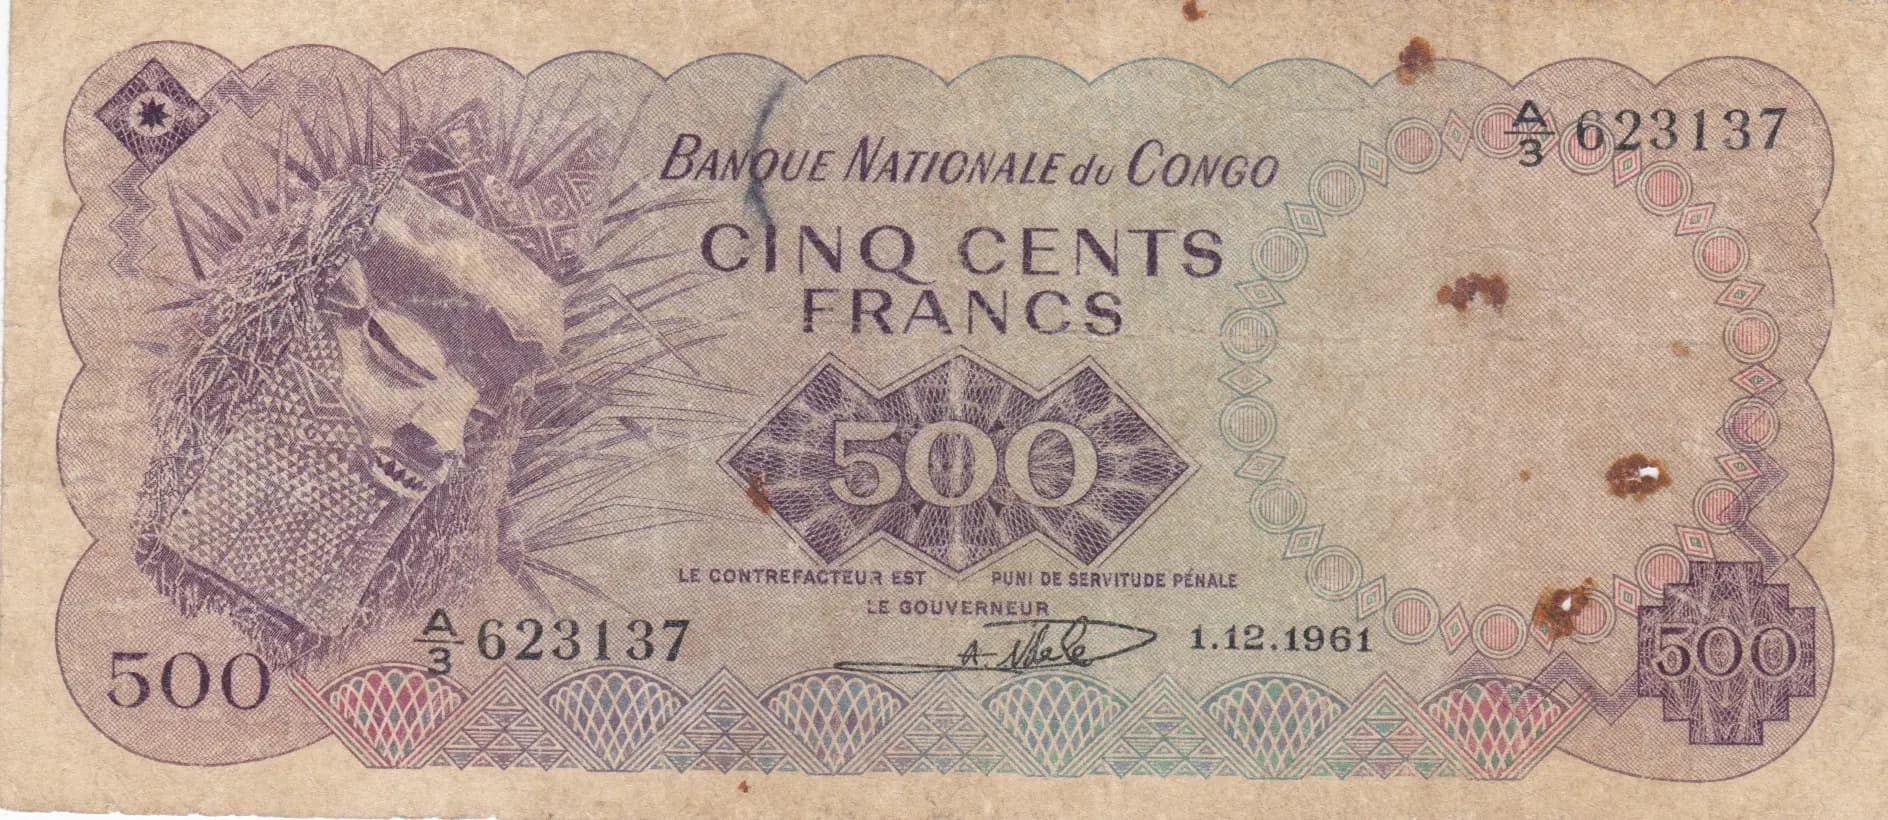 A/3 623137
BANQUE NATIONALE du CONGO
CINQ CENTS
FRANCS
500
LE CONTREFACTEUR EST PUNI DE SERVITUDE PÉNALE
LE GOUVERNEUR
A/3 623137
A. Ndele
1.12.1961
500
500